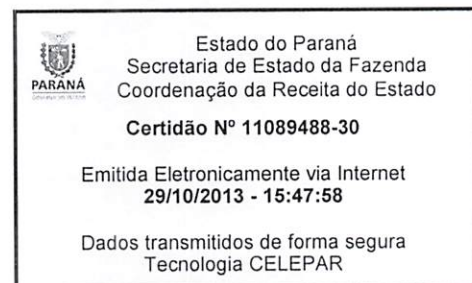 Estado do Paraná
Secretaria de Estado da Fazenda
PARANÁ
Coordenação da Receita do Estado
Certidão Nº 11089488-30
Emitida Eletronicamente via Internet
29/10/2013 - 15:47:58
Dados transmitidos de forma segura
Tecnologia CELEPAR